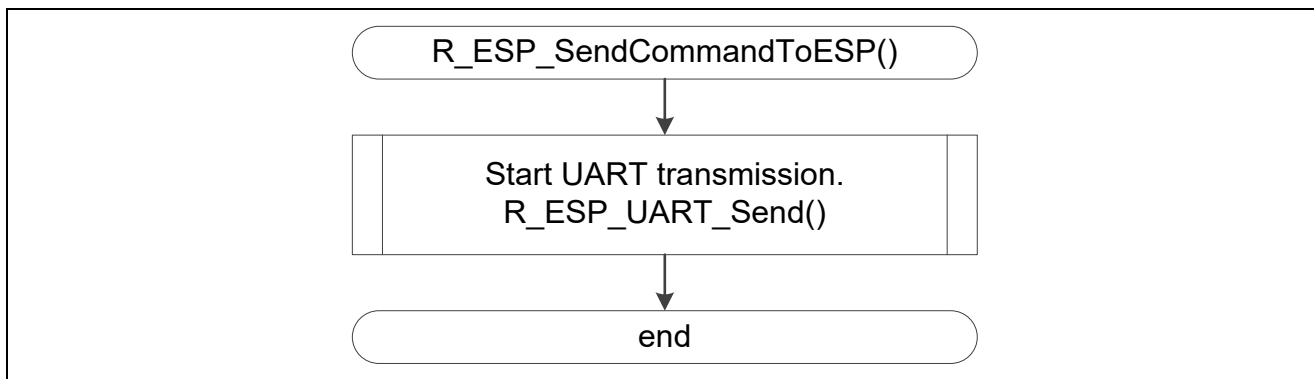 R_ESP_SendCommandToESP()
Start UART transmission.
R_ESP_UART_Send()
end